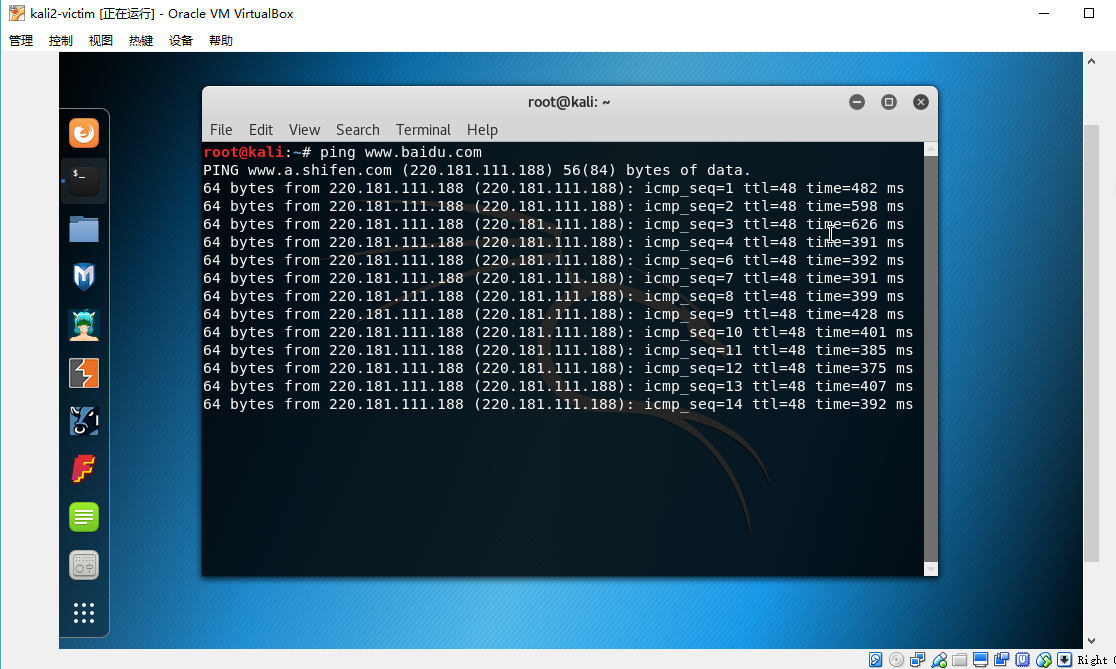 kali2-victim [正在运行] - Oracle VM VirtualBox
管理 控制 视图 热键 设备 帮助
root@kali: ~
File Edit View Search Terminal Help
root@kali:~# ping www.baidu.com
PING www.a.shifen.com (220.181.111.188) 56(84) bytes of data.
64 bytes from 220.181.111.188 (220.181.111.188): icmp_seq=1 ttl=48 time=482 ms
64 bytes from 220.181.111.188 (220.181.111.188): icmp_seq=2 ttl=48 time=598 ms
64 bytes from 220.181.111.188 (220.181.111.188): icmp_seq=3 ttl=48 time=626 ms
64 bytes from 220.181.111.188 (220.181.111.188): icmp_seq=4 ttl=48 time=391 ms
64 bytes from 220.181.111.188 (220.181.111.188): icmp_seq=6 ttl=48 time=392 ms
64 bytes from 220.181.111.188 (220.181.111.188): icmp_seq=7 ttl=48 time=391 ms
64 bytes from 220.181.111.188 (220.181.111.188): icmp_seq=8 ttl=48 time=399 ms
64 bytes from 220.181.111.188 (220.181.111.188): icmp_seq=9 ttl=48 time=428 ms
64 bytes from 220.181.111.188 (220.181.111.188): icmp_seq=10 ttl=48 time=401 ms
64 bytes from 220.181.111.188 (220.181.111.188): icmp_seq=11 ttl=48 time=385 ms
64 bytes from 220.181.111.188 (220.181.111.188): icmp_seq=12 ttl=48 time=375 ms
64 bytes from 220.181.111.188 (220.181.111.188): icmp_seq=13 ttl=48 time=407 ms
64 bytes from 220.181.111.188 (220.181.111.188): icmp_seq=14 ttl=48 time=392 ms
Right (